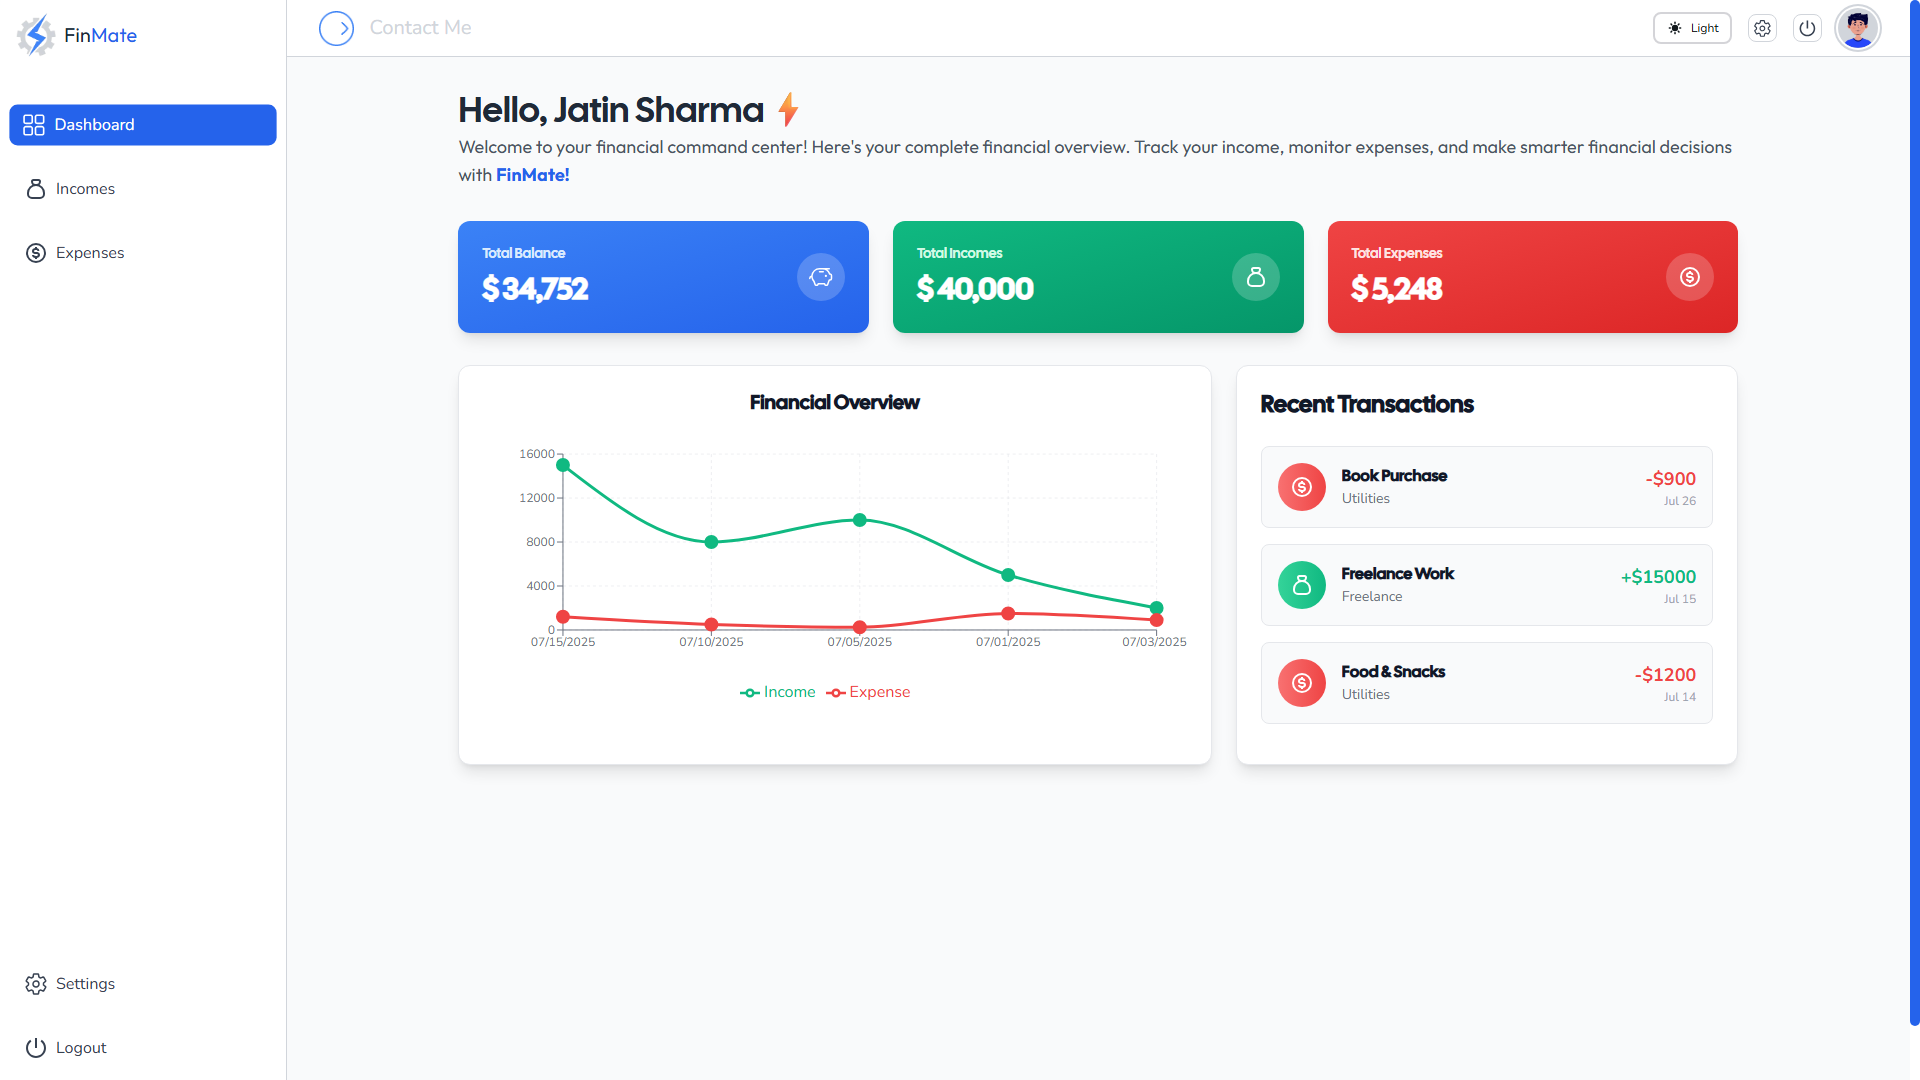 FinMate
Contact Me
Light
Dashboard
Incomes
Expenses
Settings
Logout
Hello, Jatin Sharma
Welcome to your financial command center! Here's your complete financial overview. Track your income, monitor expenses, and make smarter financial decisions
with FinMate!
Total Balance
$ 34,752
Total Incomes
$ 40,000
Total Expenses
$ 5,248
Financial Overview
16000
12000
8000
4000
0
07/15/2025 07/10/2025 07/05/2025 07/01/2025 07/03/2025
Income Expense
Recent Transactions
Book Purchase
Utilities
-$900
Jul 26
Freelance Work
Freelance
+$15000
Jul 15
Food & Snacks
Utilities
-$1200
Jul 14